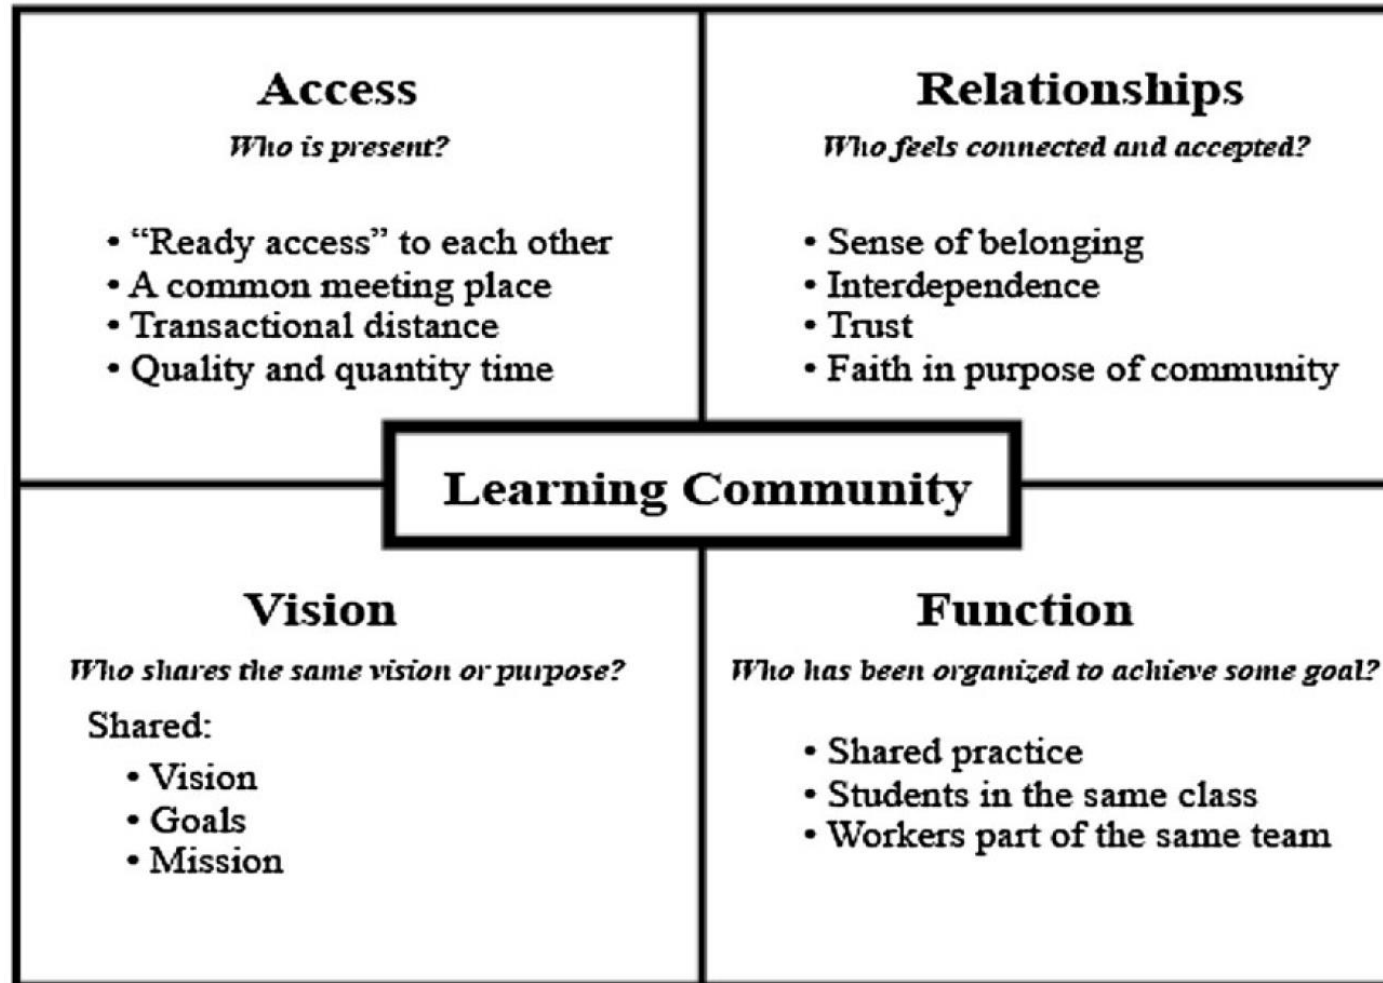 Access
Who is present?
• “Ready access” to each other
• A common meeting place
• Transactional distance
• Quality and quantity time
Relationships
Who feels connected and accepted?
• Sense of belonging
• Interdependence
• Trust
• Faith in purpose of community
Learning Community
Vision
Who shares the same vision or purpose?
Shared:
• Vision
• Goals
• Mission
Function
Who has been organized to achieve some goal?
• Shared practice
• Students in the same class
• Workers part of the same team